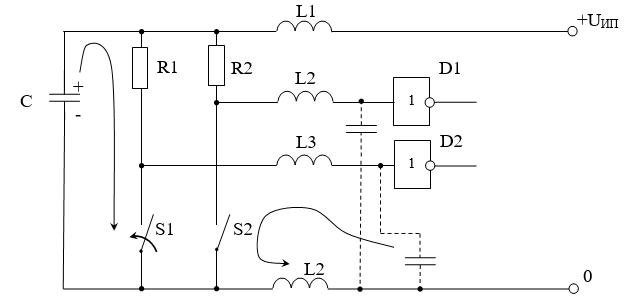 L1
+UИП
R1
R2
D1
L2
1
C
+
-
D2
L3
1
S1
S2
L2
0